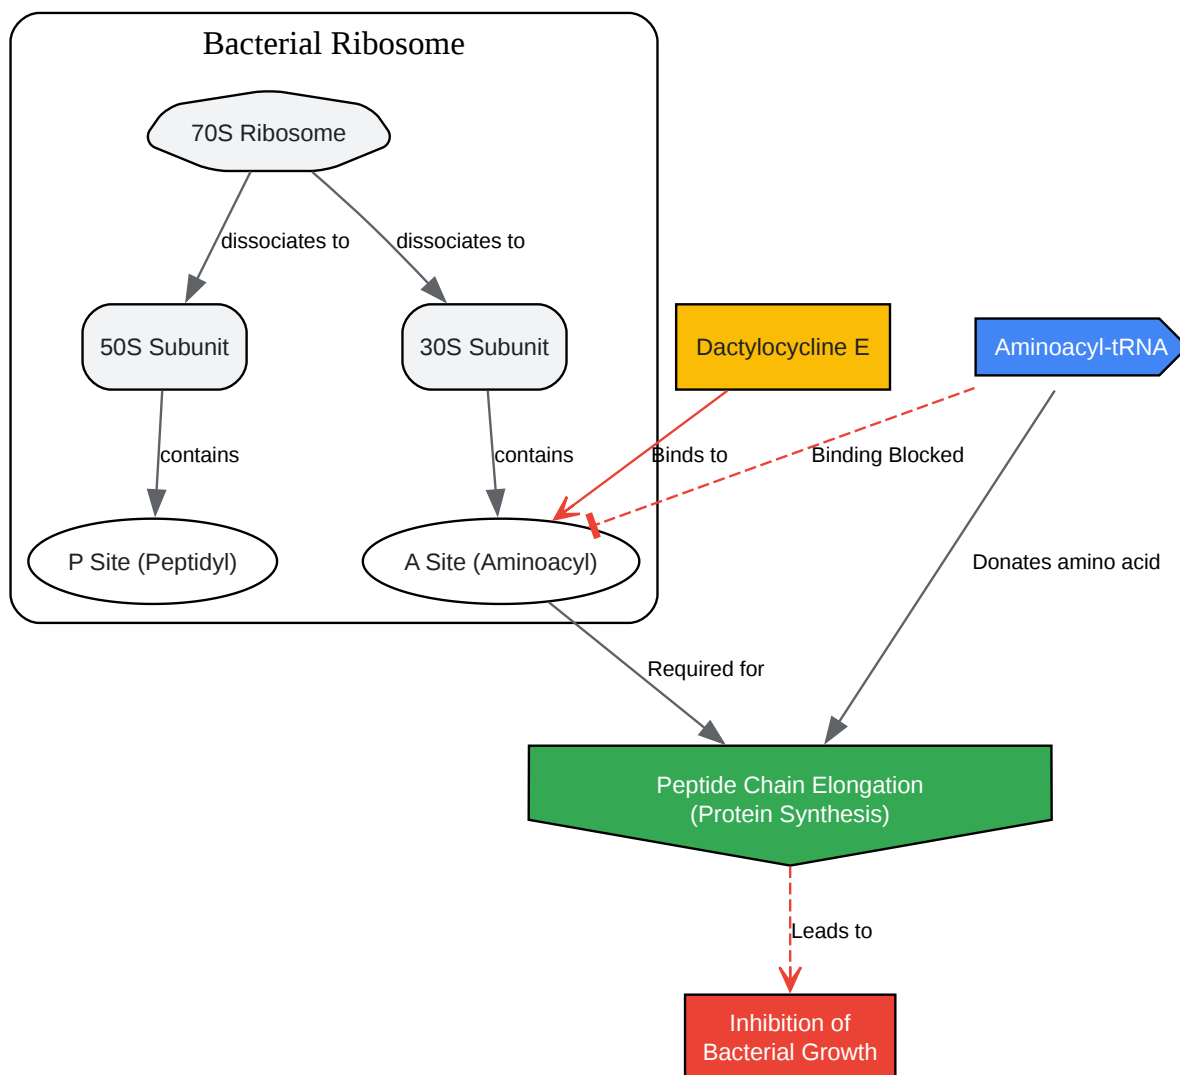 Bacterial Ribosome
70S Ribosome
dissociates to
dissociates to
50S Subunit
30S Subunit
Dactylocycline E
Aminoacyl-tRNA
contains
contains
Binds to
Binding Blocked
P Site (Peptidyl)
A Site (Aminoacyl)
Donates amino acid
Required for
Peptide Chain Elongation
(Protein Synthesis)
Leads to
Inhibition of
Bacterial Growth